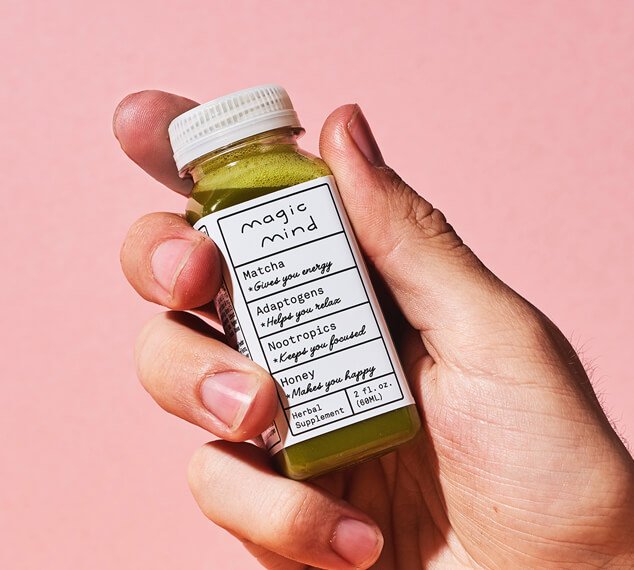 magic
mind
Matcha
*Gives you energy
Adaptogens
*Helps you relax
Nootropics
*Keeps you focused
Honey
*Makes you happy
Herbal
Supplement
2 fl.oz.
(60ML)